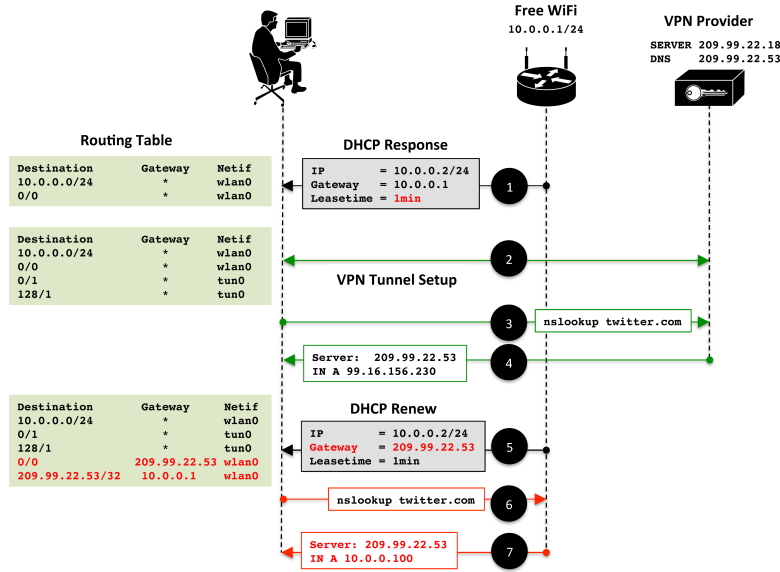 Free WiFi
10.0.0.1/24
VPN Provider
SERVER 209.99.22.18
DNS 209.99.22.53
Routing Table
Destination Gateway Netif
10.0.0.0/24 * wlan0
0/0 * wlan0
DHCP Response
IP = 10.0.0.2/24
Gateway = 10.0.0.1
Leasetime = 1min
1
Destination Gateway Netif
10.0.0.0/24 * wlan0
0/0 * wlan0
0/1 * tun0
128/1 * tun0
2
VPN Tunnel Setup
3
nslookup twitter.com
Server: 209.99.22.53
IN A 99.16.156.230
4
Destination Gateway Netif
10.0.0.0/24 * wlan0
0/1 * tun0
128/1 * tun0
0/0 209.99.22.53 wlan0
209.99.22.53/32 10.0.0.1 wlan0
DHCP Renew
IP = 10.0.0.2/24
Gateway = 209.99.22.53
Leasetime = 1min
5
nslookup twitter.com
6
Server: 209.99.22.53
IN A 10.0.0.100
7